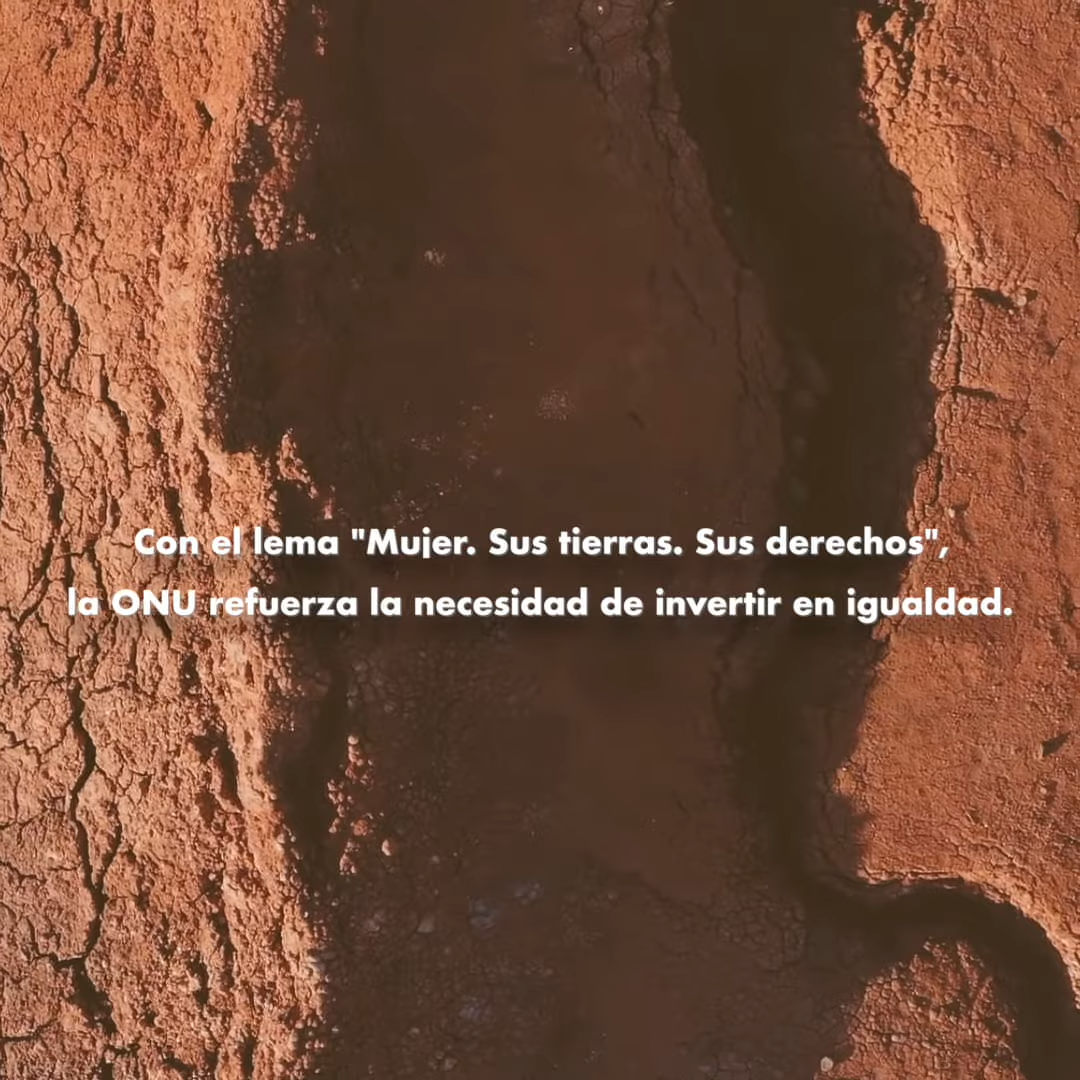 Con el lema "Mujer. Sus tierras. Sus derechos",
la ONU refuerza la necesidad de invertir en igualdad.